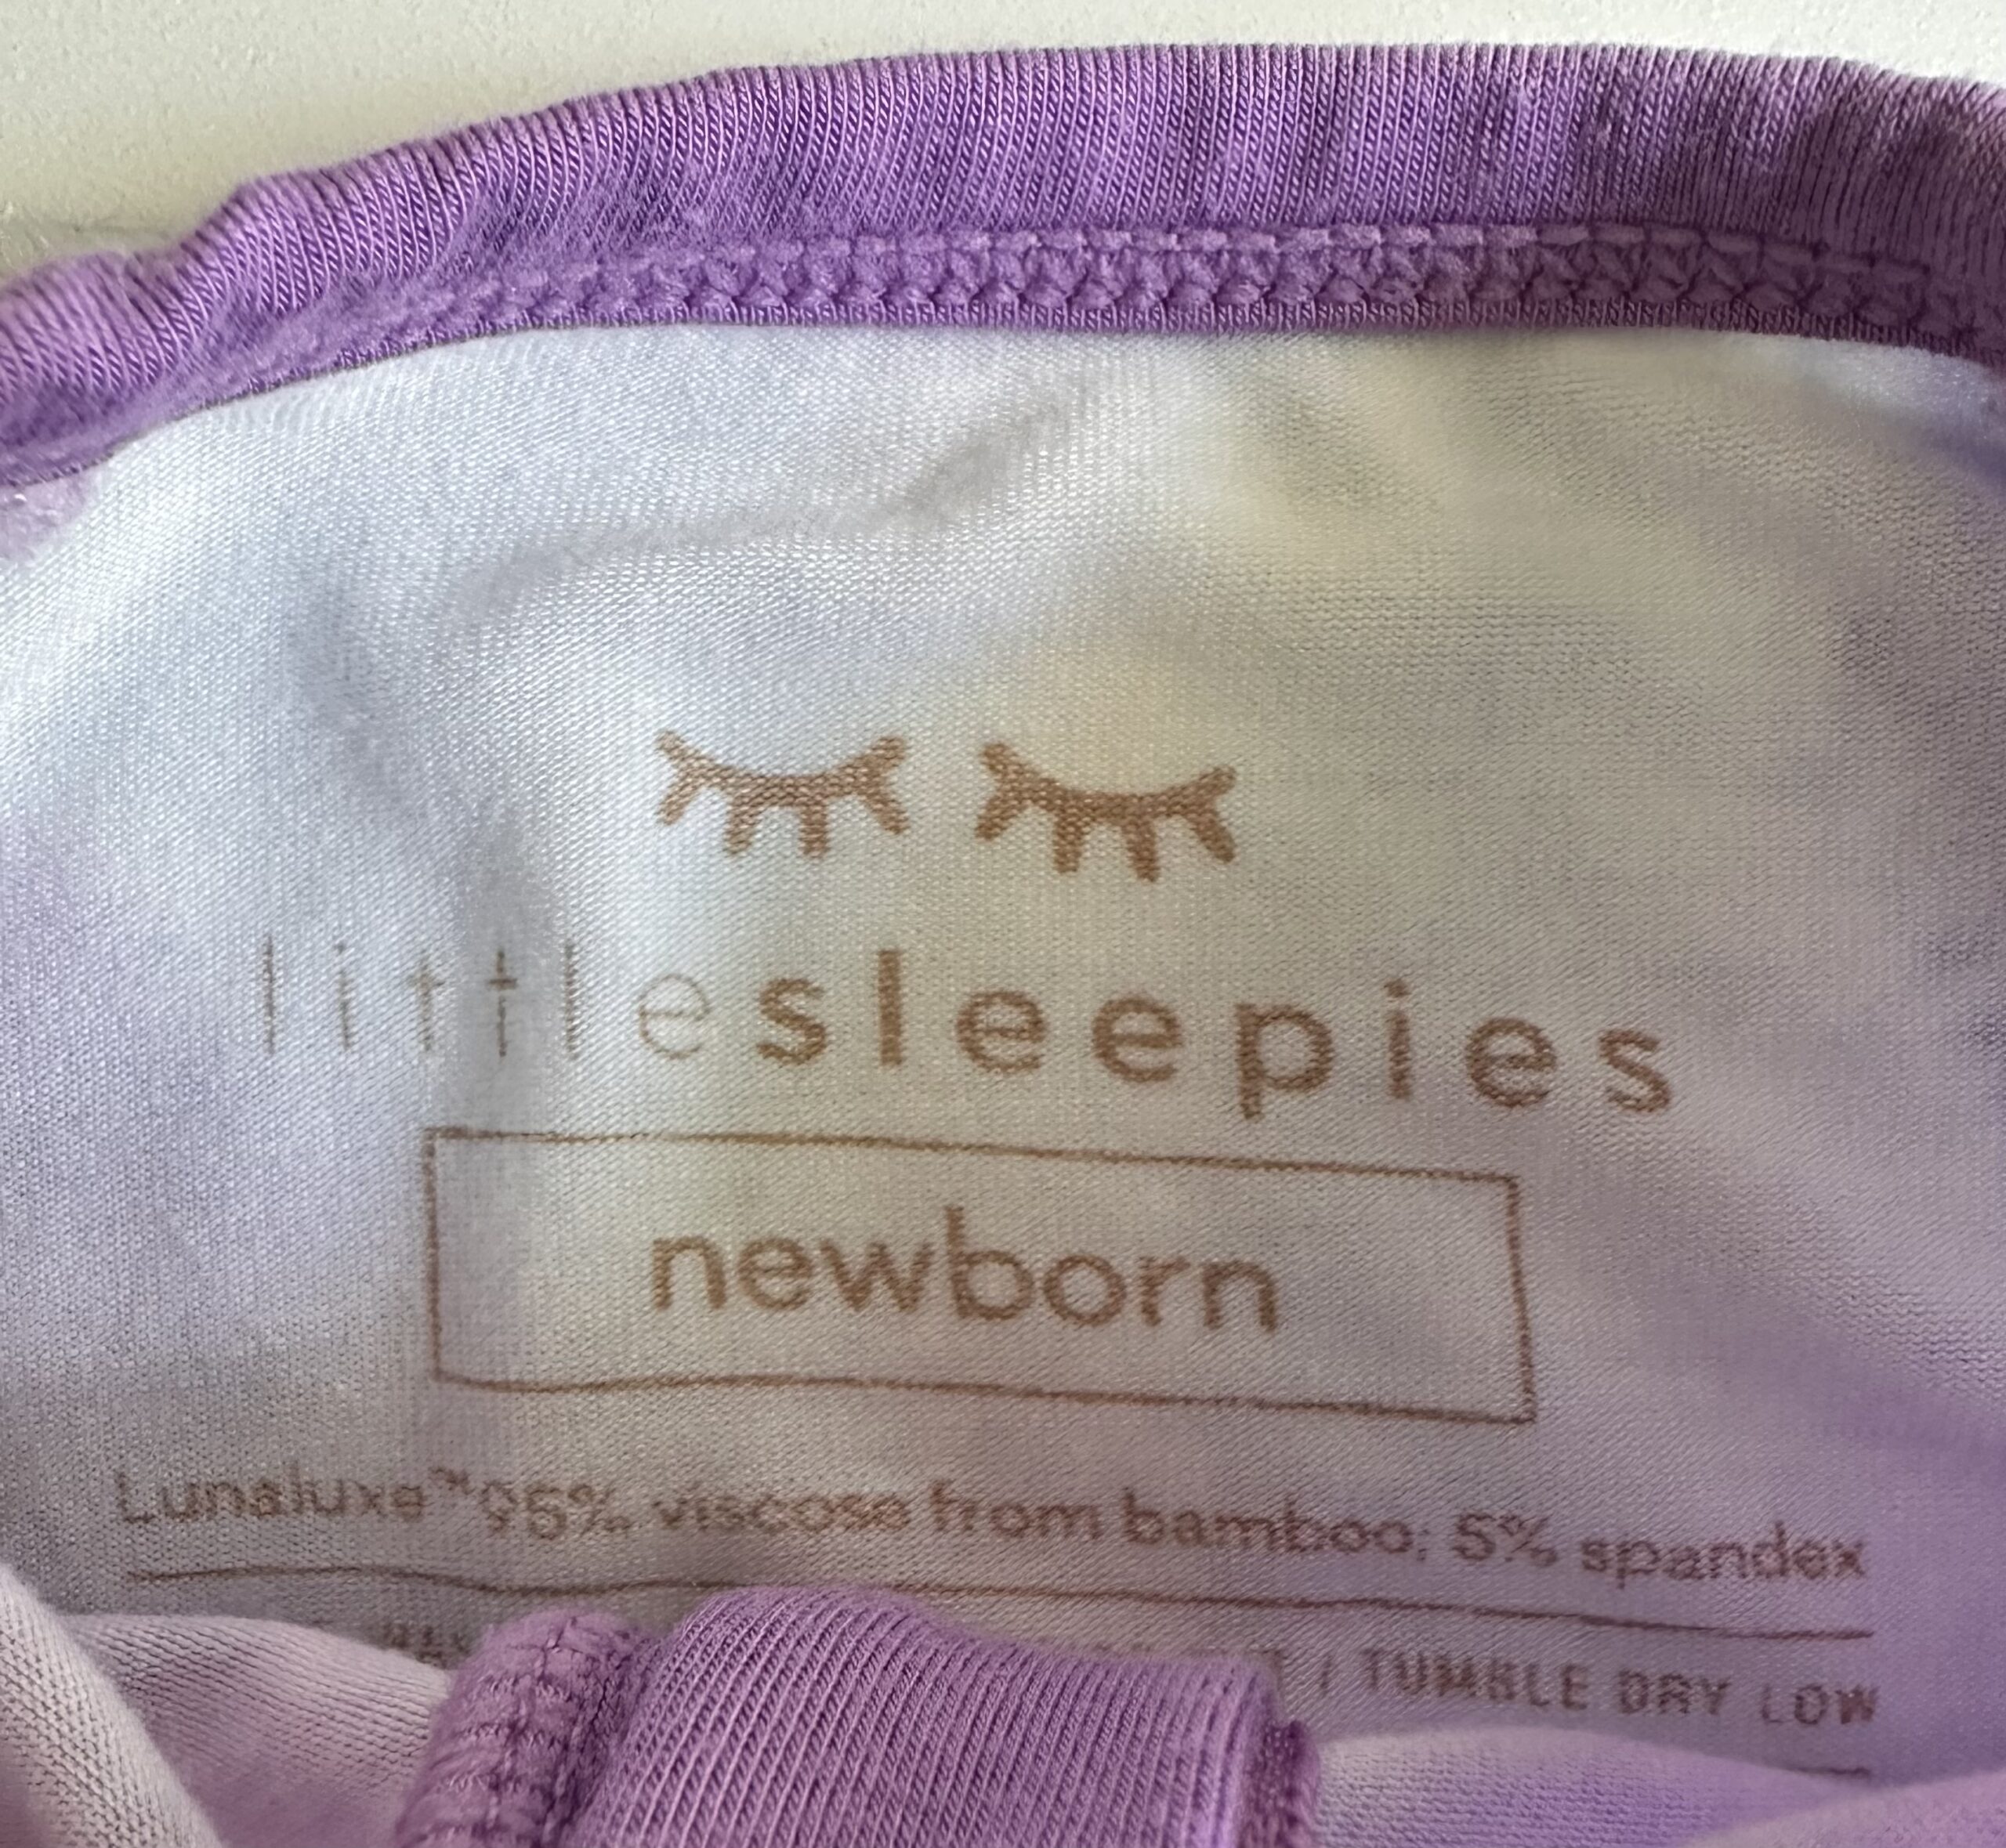 littlesleepies
newborn
Lunaluxe™ 95% viscose from bamboo; 5% spandex
/ TUMBLE DRY LOW